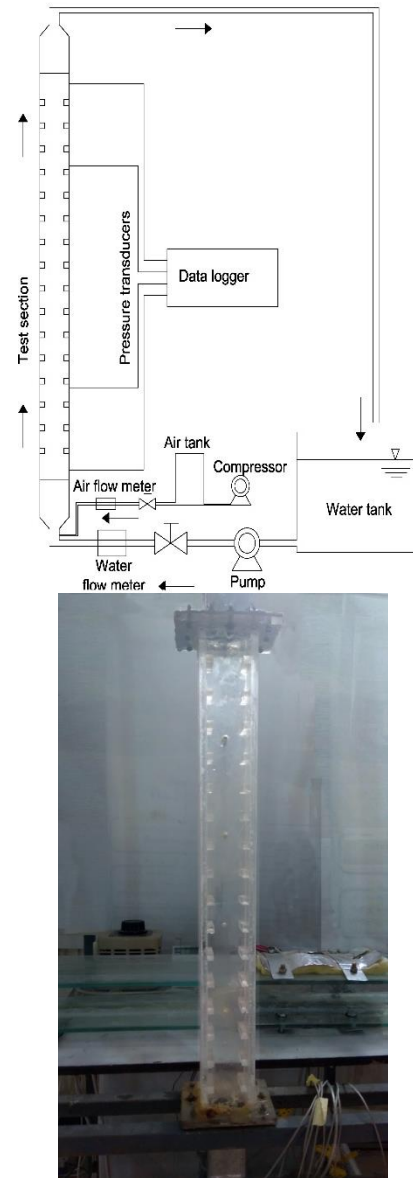 Test section
Pressure transducers
Data logger
Air tank
Air flow meter
Compressor
Water tank
Water
flow meter
Pump